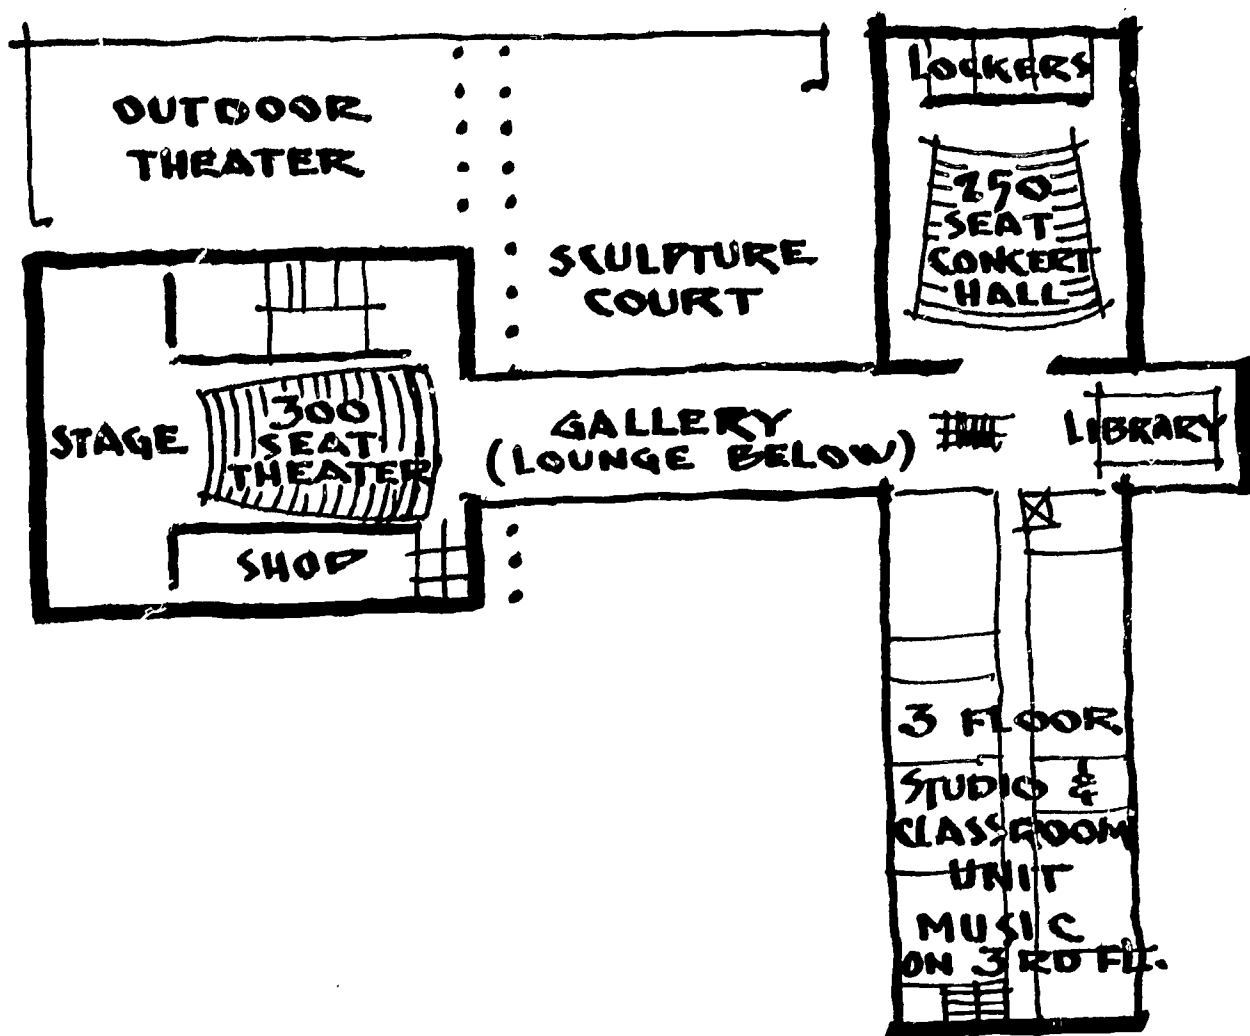 LOCKERS
OUTDOOR
THEATER
250
SEAT
CONCERT
HALL
SCULPTURE
COURT
STAGE
300
SEAT
THEATER
GALLERY
(LOUNGE BELOW)
LIBRARY
SHOP
3 FLOOR
STUDIO &
CLASSROOM
UNIT
MUSIC
ON 3RD FL.